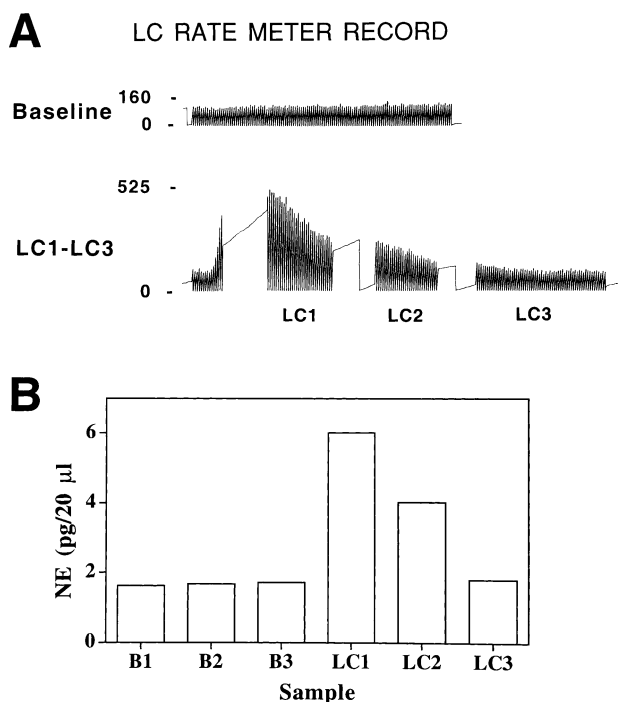 A
LC RATE METER RECORD
Baseline
160 -
0 -
LC1-LC3
525 -
0 -
LC1 LC2 LC3
B
NE (pg/20 µl
6
4
2
0
B1 B2 B3 LC1 LC2 LC3
Sample